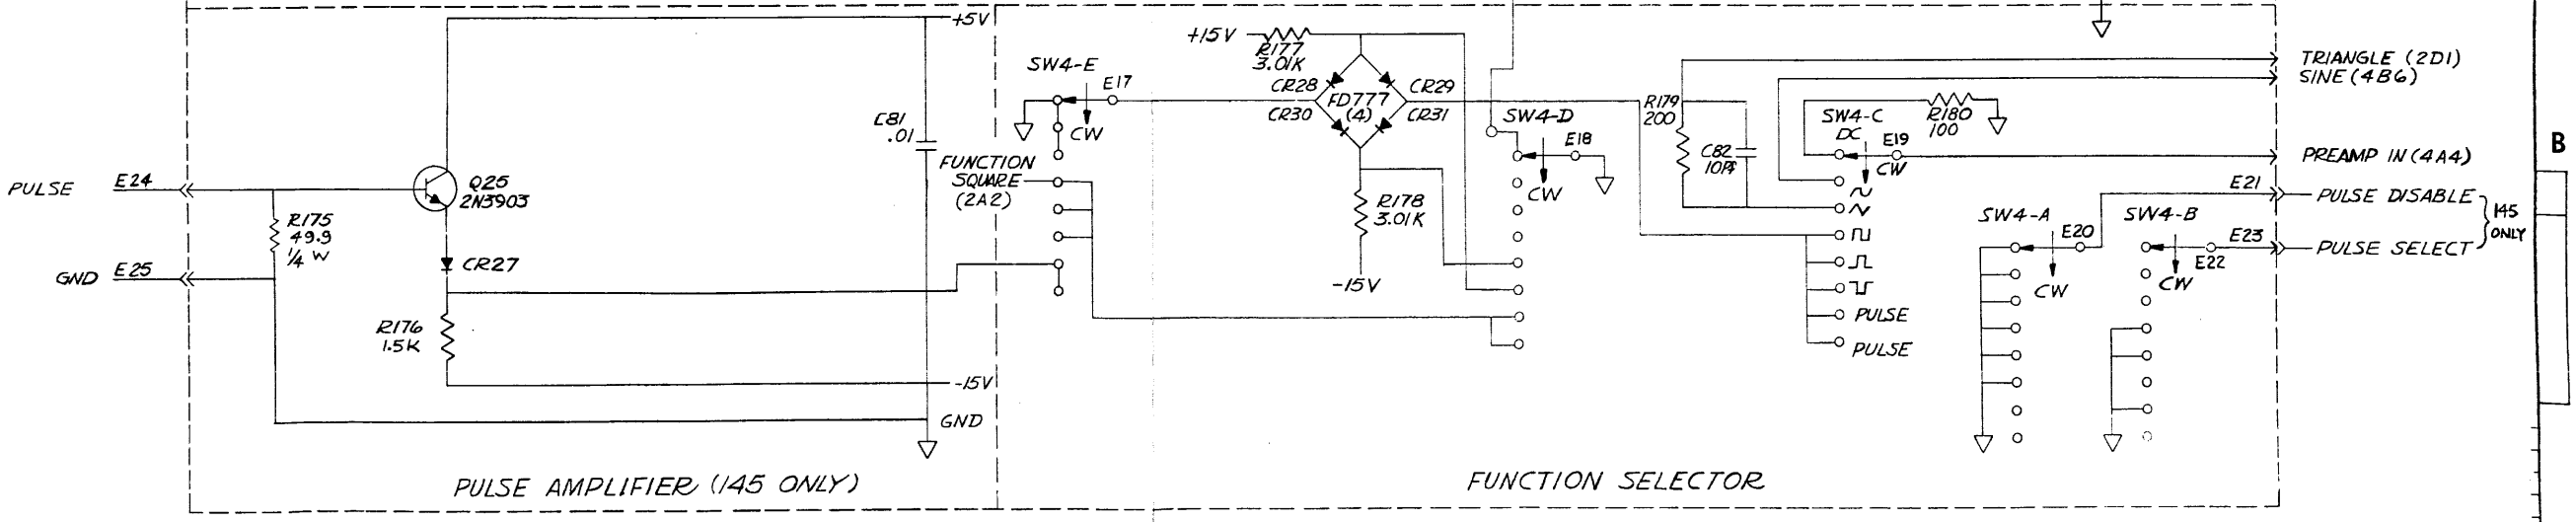 +5V
+15V
R177
3.01K
SW4-E
E17
CW
CR28
CR29
FD777
(4)
CR30
CR31
R178
3.01K
-15V
C81
.01
FUNCTION
SQUARE
(2A2)
PULSE
E24
Q25
2N3903
R175
49.9
1/4 W
GND
E25
CR27
R176
1.5K
-15V
GND
PULSE AMPLIFIER (145 ONLY)
SW4-D
E18
CW
R179
200
C82
10PF
SW4-C
DC
E19
CW
R180
100
PULSE
PULSE
SW4-A
E20
CW
SW4-B
E23
E22
CW
E21
TRIANGLE (2D1)
SINE (4B6)
PREAMP IN (4A4)
PULSE DISABLE
PULSE SELECT
145
ONLY
B
FUNCTION SELECTOR